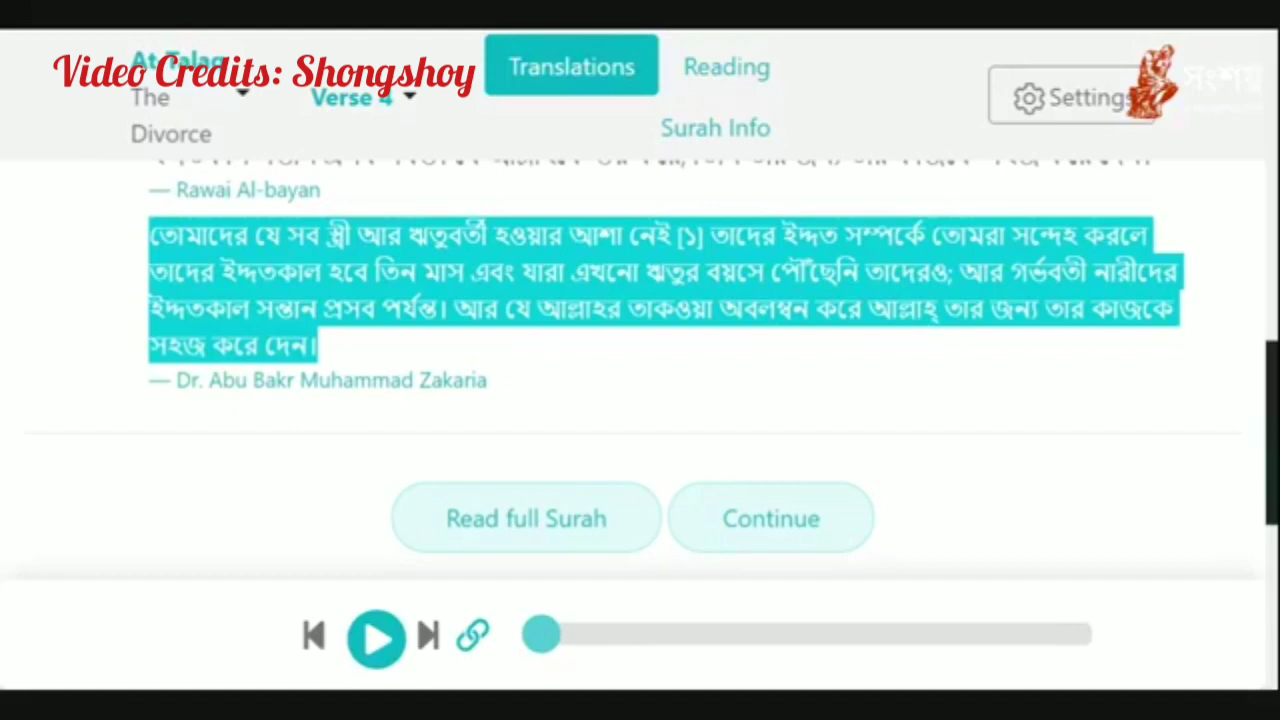 Video Credits: Shongshoy
At-Talaq
The
Divorce
Verse 4
Translations
Reading
Surah Info
Settings
সংশয়
— Rawai Al-bayan
তোমাদের যে সব স্ত্রী আর ঋতুবর্তী হওয়ার আশা নেই [১] তাদের ইদ্দত সম্পর্কে তোমরা সন্দেহ করলে
তাদের ইদ্দতকাল হবে তিন মাস এবং যারা এখনো ঋতুর বয়সে পৌঁছেনি তাদেরও; আর গর্ভবতী নারীদের
ইদ্দতকাল সন্তান প্রসব পর্যন্ত। আর যে আল্লাহর তাকওয়া অবলম্বন করে আল্লাহ্ তার জন্য তার কাজকে
সহজ করে দেন।
— Dr. Abu Bakr Muhammad Zakaria
Read full Surah
Continue